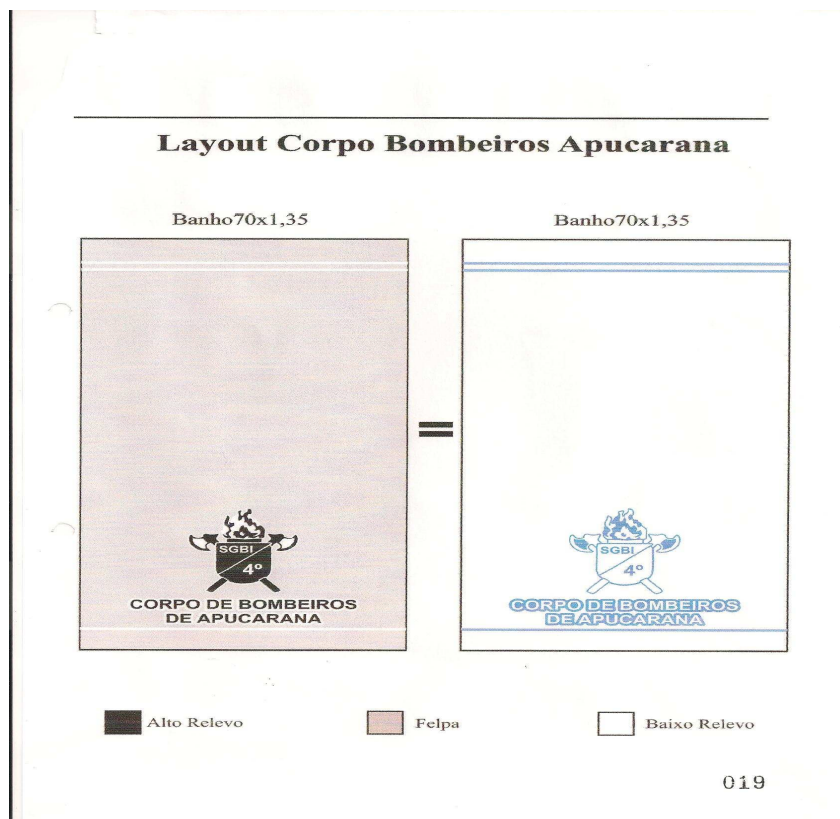 Layout Corpo Bombeiros Apucarana
Banho70x1,35
Banho70x1,35
SGBI
4º
CORPO DE BOMBEIROS
DE APUCARANA
=
SGBI
4º
CORPO DE BOMBEIROS
DE APUCARANA
Alto Relevo
Felpa
Baixo Relevo
019